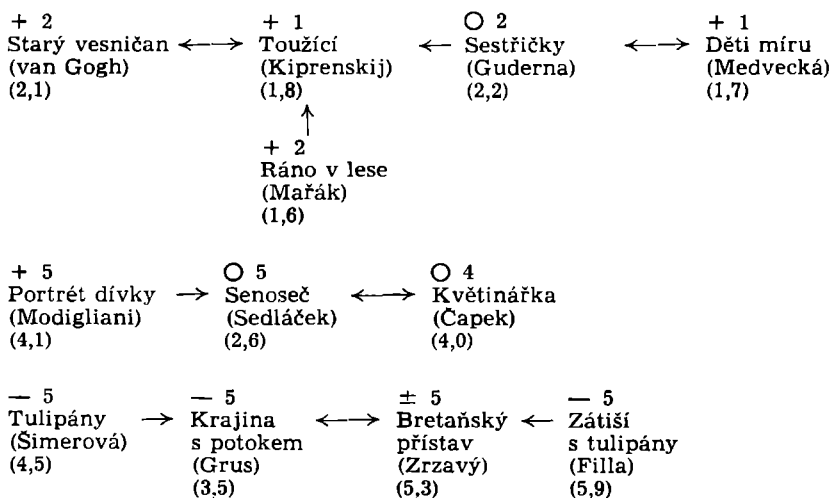 + 2 + 1 ○ 2 + 1
Starý vesničan ←→ Toužící ← Sestřičky ←→ Děti míru
(van Gogh) (Kiprenskij) (Guderna) (Medvecká)
(2,1) (1,8) (2,2) (1,7)
↑
+ 2
Ráno v lese
(Mařák)
(1,6)
+ 5 ○ 5 ○ 4
Portrét dívky → Senoseč ←→ Květinářka
(Modigliani) (Sedláček) (Čapek)
(4,1) (2,6) (4,0)
— 5 — 5 ± 5 — 5
Tulipány → Krajina ←→ Bretaňský ← Zátiší
(Šimerová) s potokem přístav s tulipány
(4,5) (Grus) (Zrzavý) (Filla)
(3,5) (5,3) (5,9)